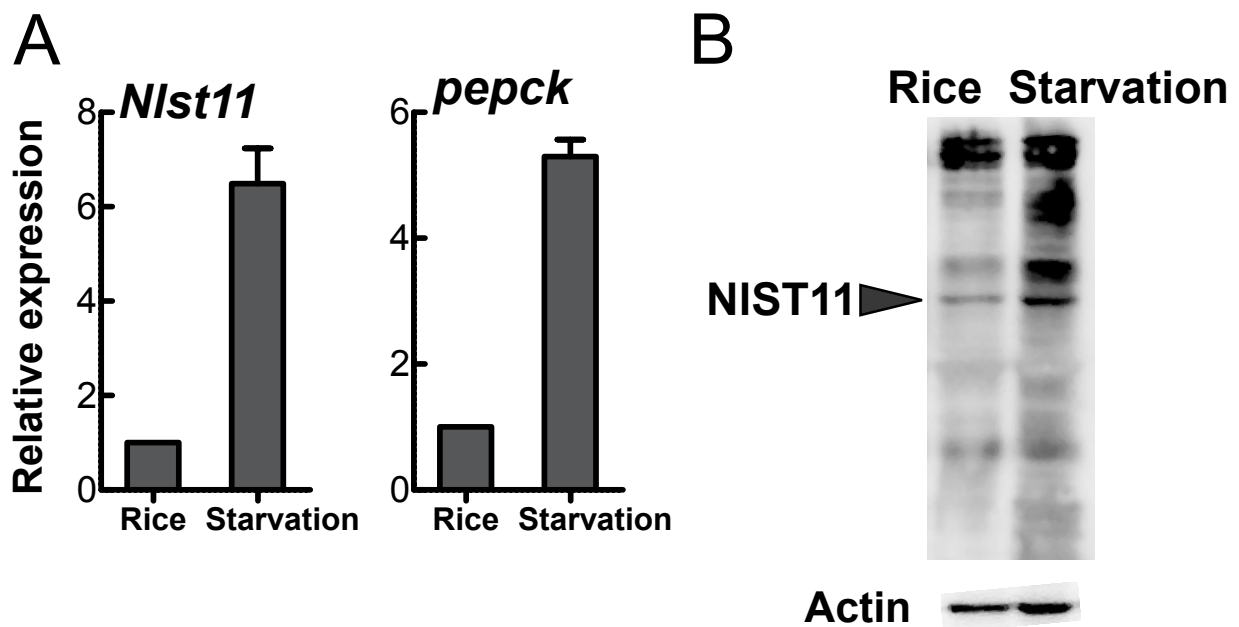 A
B
Nlst11
pepck
Relative expression
8
6
4
2
0
Rice Starvation
6
4
2
0
Rice Starvation
Rice Starvation
NlST11
Actin